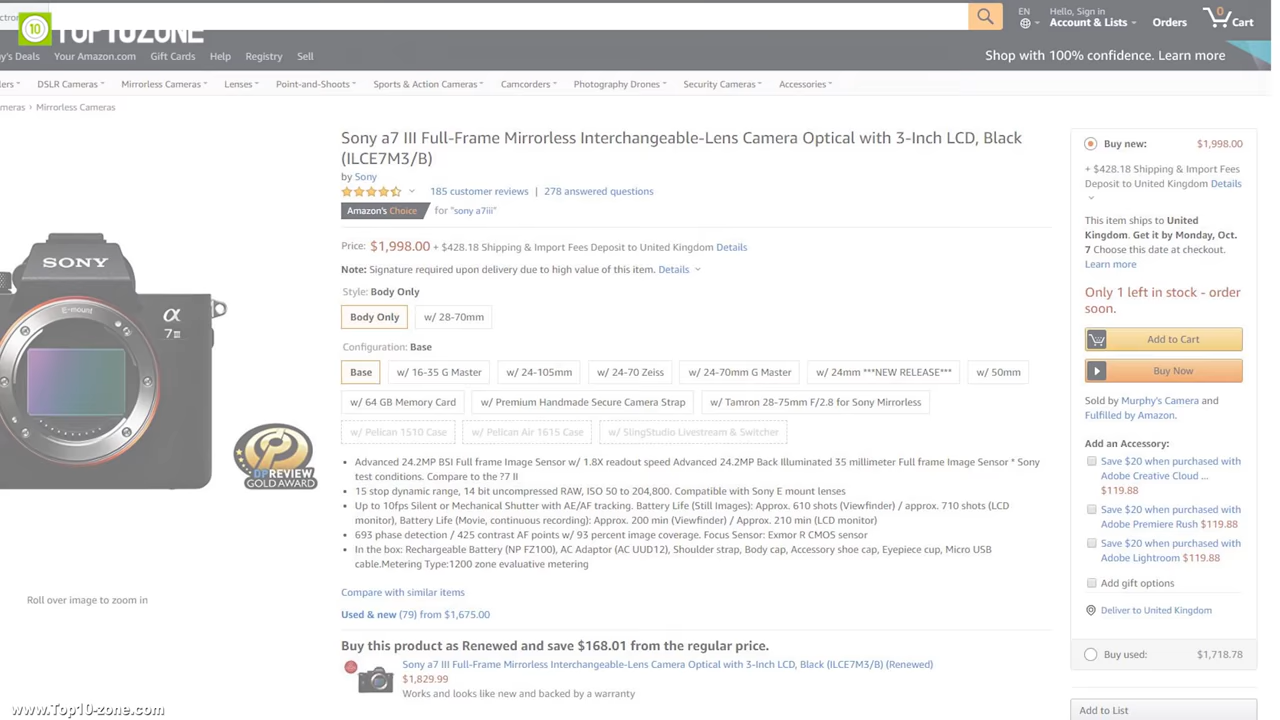 EN
Hello, Sign in
Account & Lists
Orders
0
Cart
10
TOP10ZONE
Your Amazon.com
Gift Cards
Help
Registry
Sell
Shop with 100% confidence. Learn more
DSLR Cameras
Mirrorless Cameras
Lenses
Point-and-Shoots
Sports & Action Cameras
Camcorders
Photography Drones
Security Cameras
Accessories
› Mirrorless Cameras
Sony a7 III Full-Frame Mirrorless Interchangeable-Lens Camera Optical with 3-Inch LCD, Black
(ILCE7M3/B)
by Sony
185 customer reviews | 278 answered questions
Amazon's Choice for "sony a7iii"
Price: $1,998.00 + $428.18 Shipping & Import Fees Deposit to United Kingdom Details
Note: Signature required upon delivery due to high value of this item. Details
Style: Body Only
Body Only
w/ 28-70mm
Configuration: Base
Base
w/ 16-35 G Master
w/ 24-105mm
w/ 24-70 Zeiss
w/ 24-70mm G Master
w/ 24mm ***NEW RELEASE***
w/ 50mm
w/ 64 GB Memory Card
w/ Premium Handmade Secure Camera Strap
w/ Tamron 28-75mm F/2.8 for Sony Mirrorless
w/ Pelican 1510 Case
w/ Pelican Air 1615 Case
w/ SlingStudio Livestream & Switcher
Advanced 24.2MP BSI Full frame Image Sensor w/ 1.8X readout speed Advanced 24.2MP Back Illuminated 35 millimeter Full frame Image Sensor * Sony
test conditions. Compare to the ?7 II
15 stop dynamic range, 14 bit uncompressed RAW, ISO 50 to 204,800. Compatible with Sony E mount lenses
Up to 10fps Silent or Mechanical Shutter with AE/AF tracking. Battery Life (Still Images): Approx. 610 shots (Viewfinder) / approx. 710 shots (LCD
monitor), Battery Life (Movie, continuous recording): Approx. 200 min (Viewfinder) / Approx. 210 min (LCD monitor)
693 phase detection / 425 contrast AF points w/ 93 percent image coverage. Focus Sensor: Exmor R CMOS sensor
In the box: Rechargeable Battery (NP FZ100), AC Adaptor (AC UUD12), Shoulder strap, Body cap, Accessory shoe cap, Eyepiece cup, Micro USB
cable.Metering Type:1200 zone evaluative metering
Compare with similar items
Used & new (79) from $1,675.00
Buy this product as Renewed and save $168.01 from the regular price.
Sony a7 III Full-Frame Mirrorless Interchangeable-Lens Camera Optical with 3-Inch LCD, Black (ILCE7M3/B) (Renewed)
$1,829.99
Works and looks like new and backed by a warranty
SONY
E-mount
α
7III
DPREVIEW
GOLD AWARD
Roll over image to zoom in
Buy new: $1,998.00
+ $428.18 Shipping & Import Fees
Deposit to United Kingdom Details
This item ships to United
Kingdom. Get it by Monday, Oct.
7 Choose this date at checkout.
Learn more
Only 1 left in stock - order
soon.
Add to Cart
Buy Now
Sold by Murphy's Camera and
Fulfilled by Amazon.
Add an Accessory:
Save $20 when purchased with
Adobe Creative Cloud ...
$119.88
Save $20 when purchased with
Adobe Premiere Rush $119.88
Save $20 when purchased with
Adobe Lightroom $119.88
Add gift options
Deliver to United Kingdom
Buy used: $1,718.78
Add to List
www.Top10-zone.com